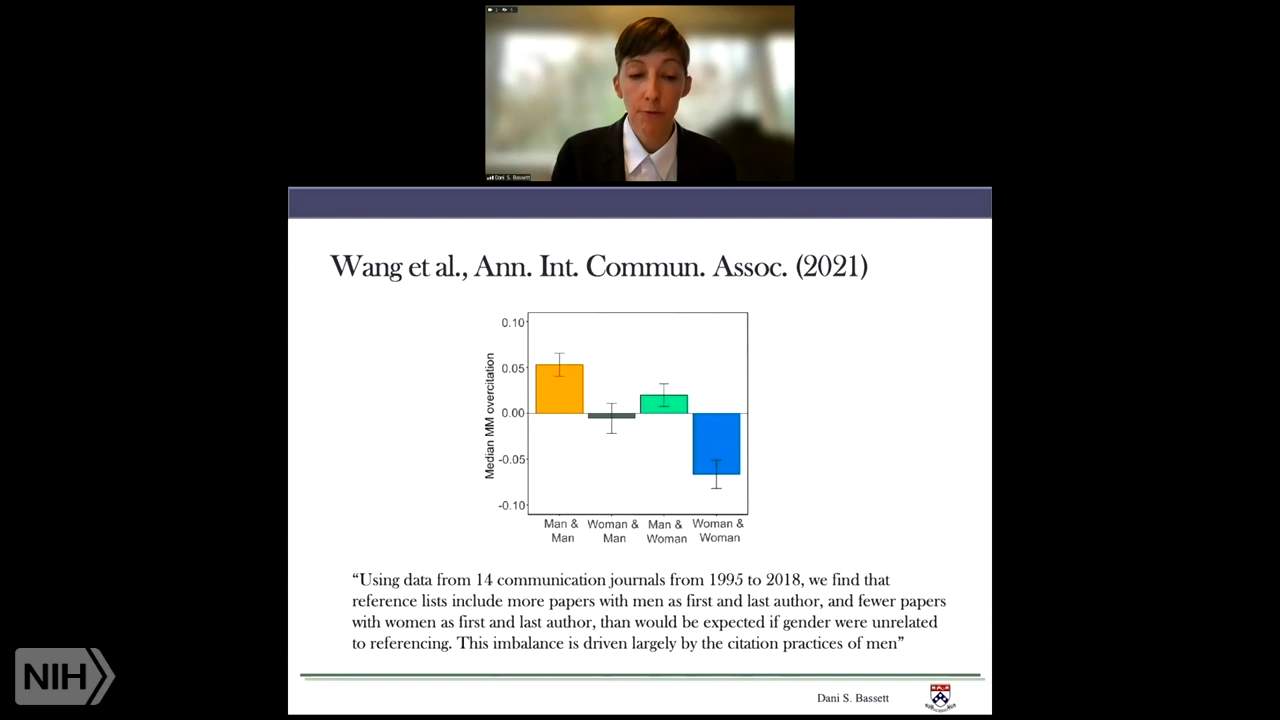 Dani S. Bassett
Wang et al., Ann. Int. Commun. Assoc. (2021)
Median MM overcitation
0.10
0.05
0.00
-0.05
-0.10
Man & Man
Woman & Man
Man & Woman
Woman & Woman
“Using data from 14 communication journals from 1995 to 2018, we find that
reference lists include more papers with men as first and last author, and fewer papers
with women as first and last author, than would be expected if gender were unrelated
to referencing. This imbalance is driven largely by the citation practices of men”
NIH
Dani S. Bassett